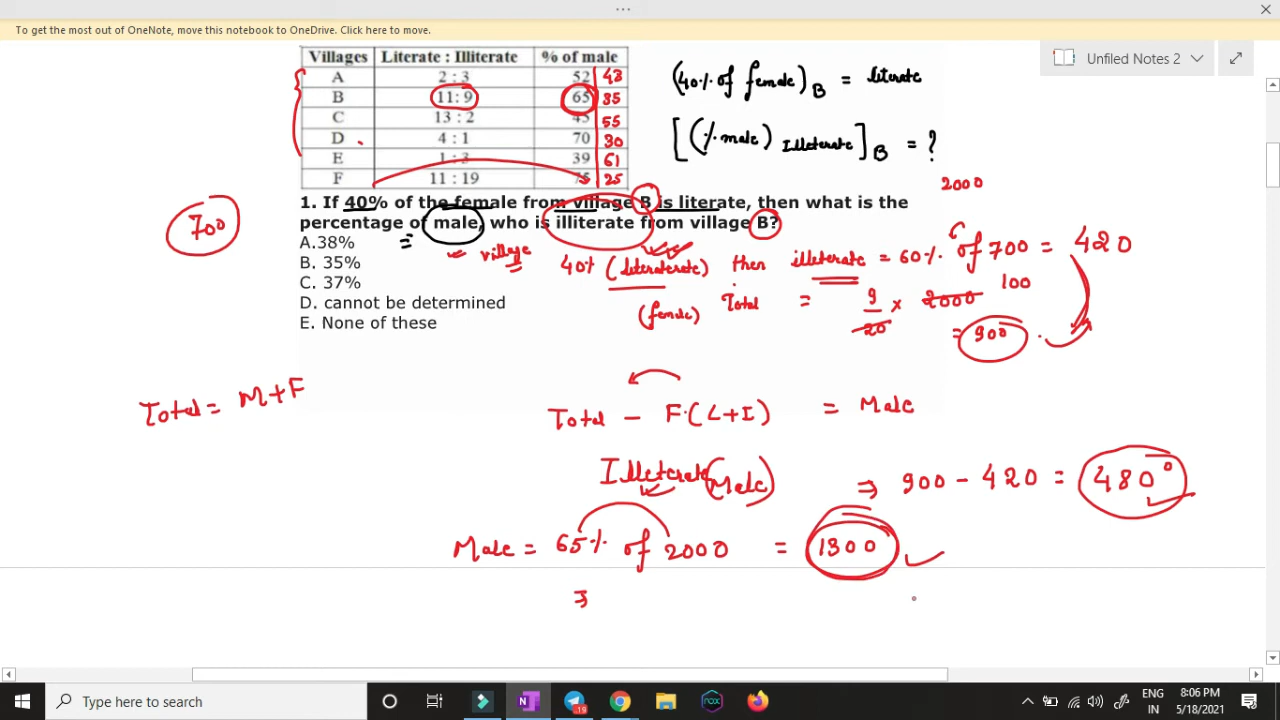 To get the most out of OneNote, move this notebook to OneDrive. Click here to move.
Unfiled Notes 2
Villages Literate : Illiterate % of male
A 2 : 3 52 48
B 11: 9 65 35
C 13 : 2 45 55
D 4 : 1 70 30
E 1 : 3 39 61
F 11 : 19 75 25
(40% of female)B = literate
[(% male) Illeterate]B = ?
2000
1. If 40% of the female from village B is literate, then what is the
percentage of male, who is illiterate from village B?
A.38%
B. 35%
C. 37%
D. cannot be determined
E. None of these
700
village
40% (literaterate) then illeterate = 60% of 700 = 420
(female) Total = 9/20 × 2000 100
= 900
Total = M+F
Total - F.(L+I) = Male
Illeterate(Male) ⇒ 900 - 420 = 480
Male = 65% of 2000 = 1300
⇒
Type here to search
19
ENG
IN
8:06 PM
5/18/2021
nox